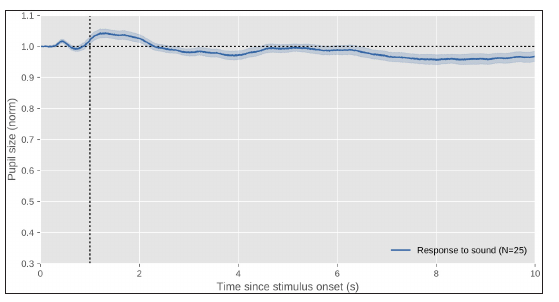 1.1
1.0
0.9
0.8
0.7
0.6
0.5
0.4
0.3
Pupil size (norm)
Response to sound (N=25)
0 2 4 6 8 10
Time since stimulus onset (s)